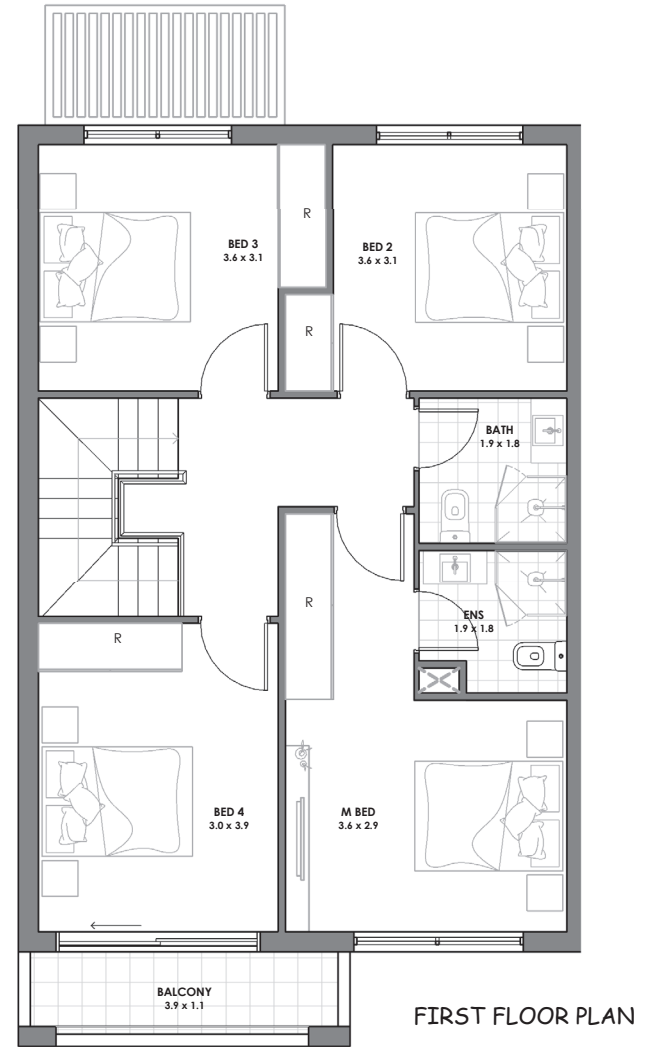 R
BED 3
3.6 x 3.1
BED 2
3.6 x 3.1
R
BATH
1.9 x 1.8
R
ENS
1.9 x 1.8
R
BED 4
3.0 x 3.9
M BED
3.6 x 2.9
BALCONY
3.9 x 1.1
FIRST FLOOR PLAN